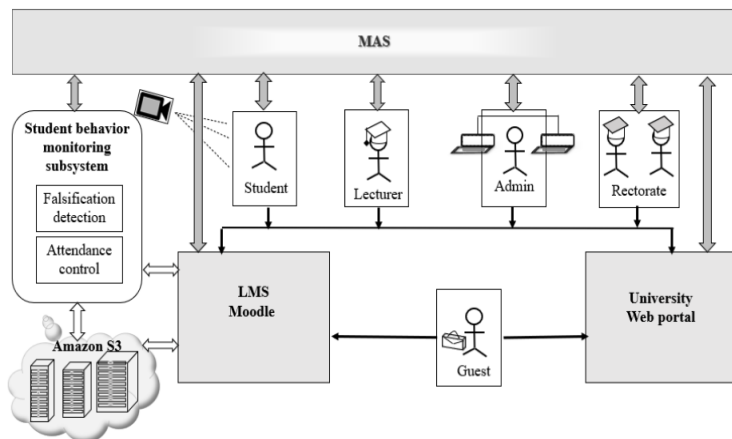 MAS
Student behavior
monitoring
subsystem
Falsification
detection
Attendance
control
Student
Lecturer
Admin
Rectorate
LMS
Moodle
University
Web portal
Guest
Amazon S3